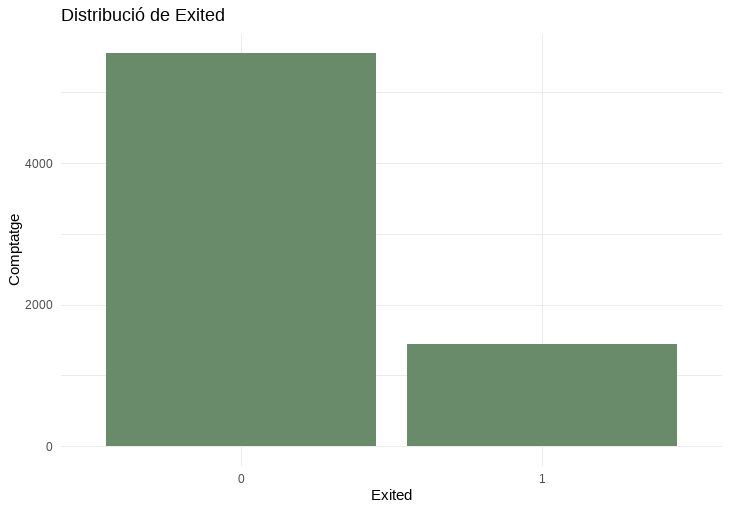 Distribució de Exited
Comptatge
4000
2000
0
0
1
Exited